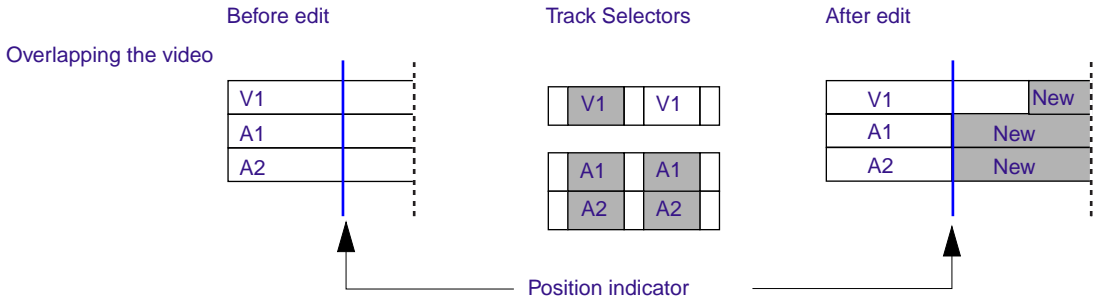 Before edit
Track Selectors
After edit
Overlapping the video
V1
V1
V1
V1
New
A1
A1
A1
A1
New
A2
A2
A2
A2
New
Position indicator